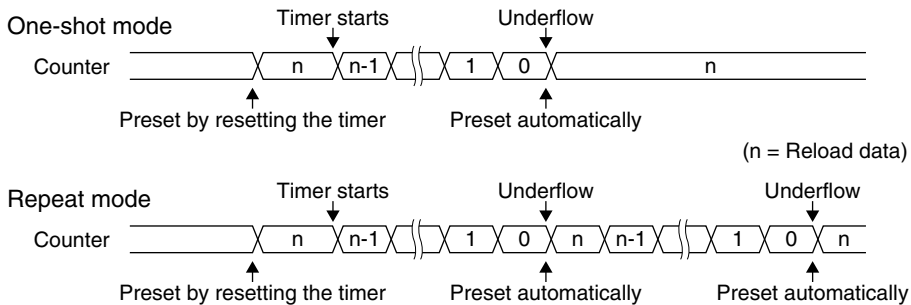 One-shot mode
Timer starts
Underflow
Counter
n
n-1
1
0
n
Preset by resetting the timer
Preset automatically
(n = Reload data)
Repeat mode
Timer starts
Underflow
Underflow
Counter
n
n-1
1
0
n
n-1
1
0
n
Preset by resetting the timer
Preset automatically
Preset automatically